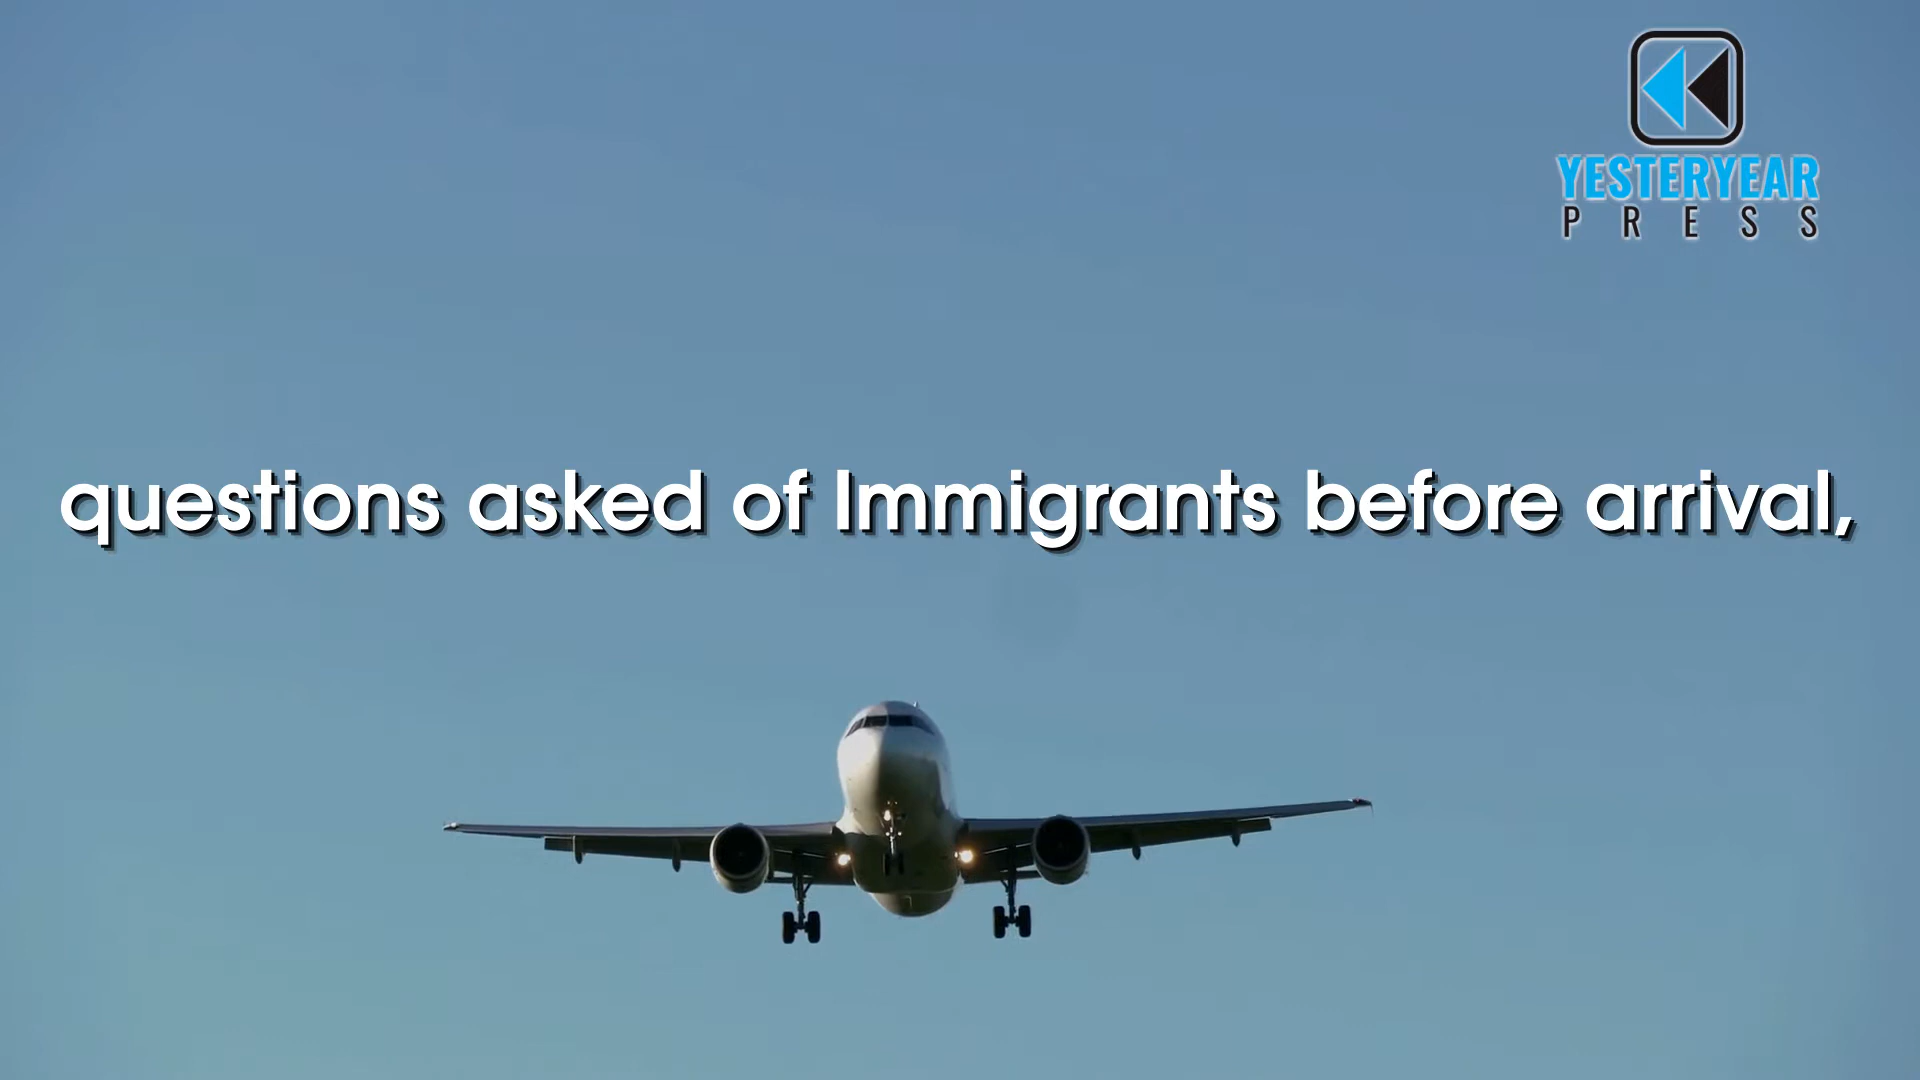 YESTERYEAR
PRESS
questions asked of Immigrants before arrival,